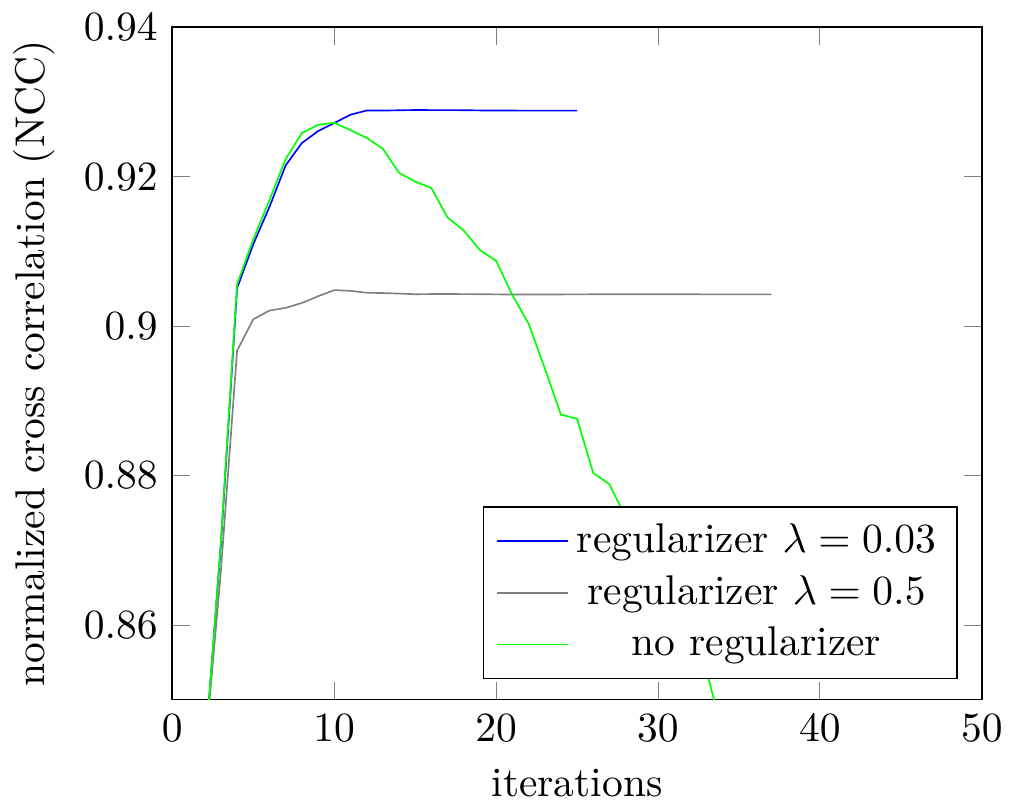 0.94
0.92
0.9
0.88
0.86
normalized cross correlation (NCC)
regularizer λ = 0.03
regularizer λ = 0.5
no regularizer
0 10 20 30 40 50
iterations